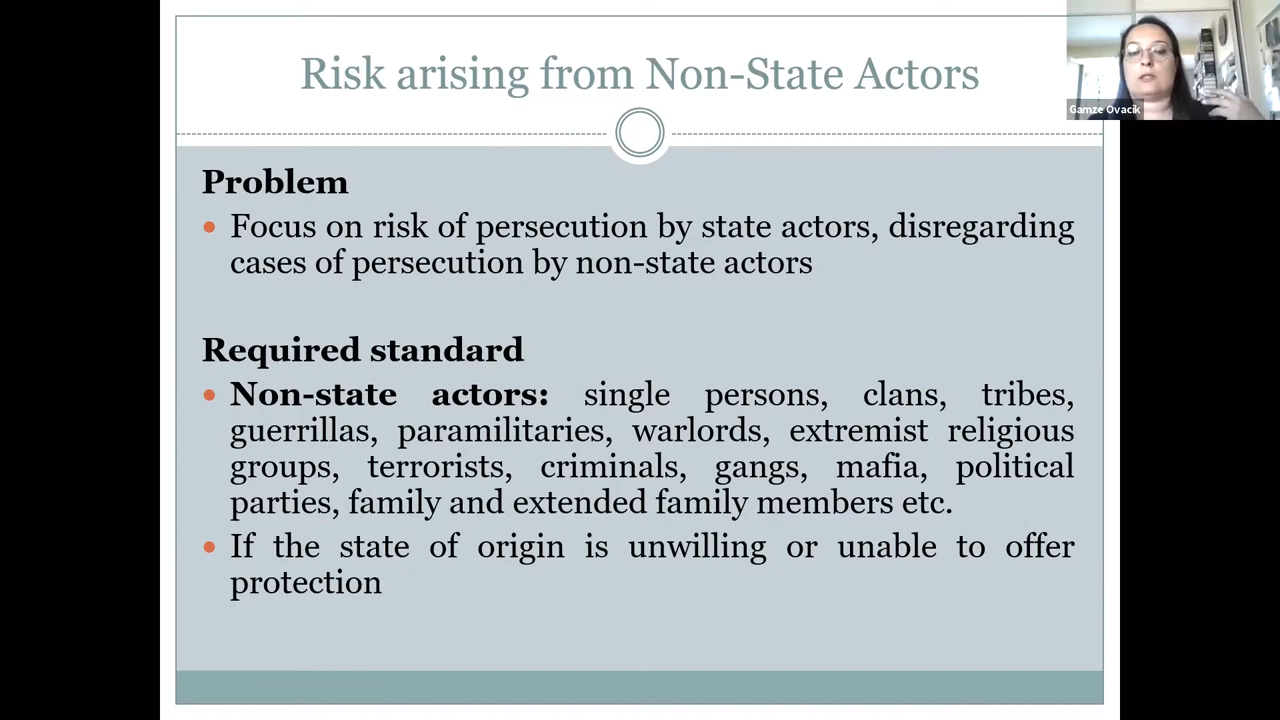 Risk arising from Non-State Actors
Gamze Ovacik
Problem
• Focus on risk of persecution by state actors, disregarding
cases of persecution by non-state actors
Required standard
• Non-state actors: single persons, clans, tribes,
guerrillas, paramilitaries, warlords, extremist religious
groups, terrorists, criminals, gangs, mafia, political
parties, family and extended family members etc.
• If the state of origin is unwilling or unable to offer
protection